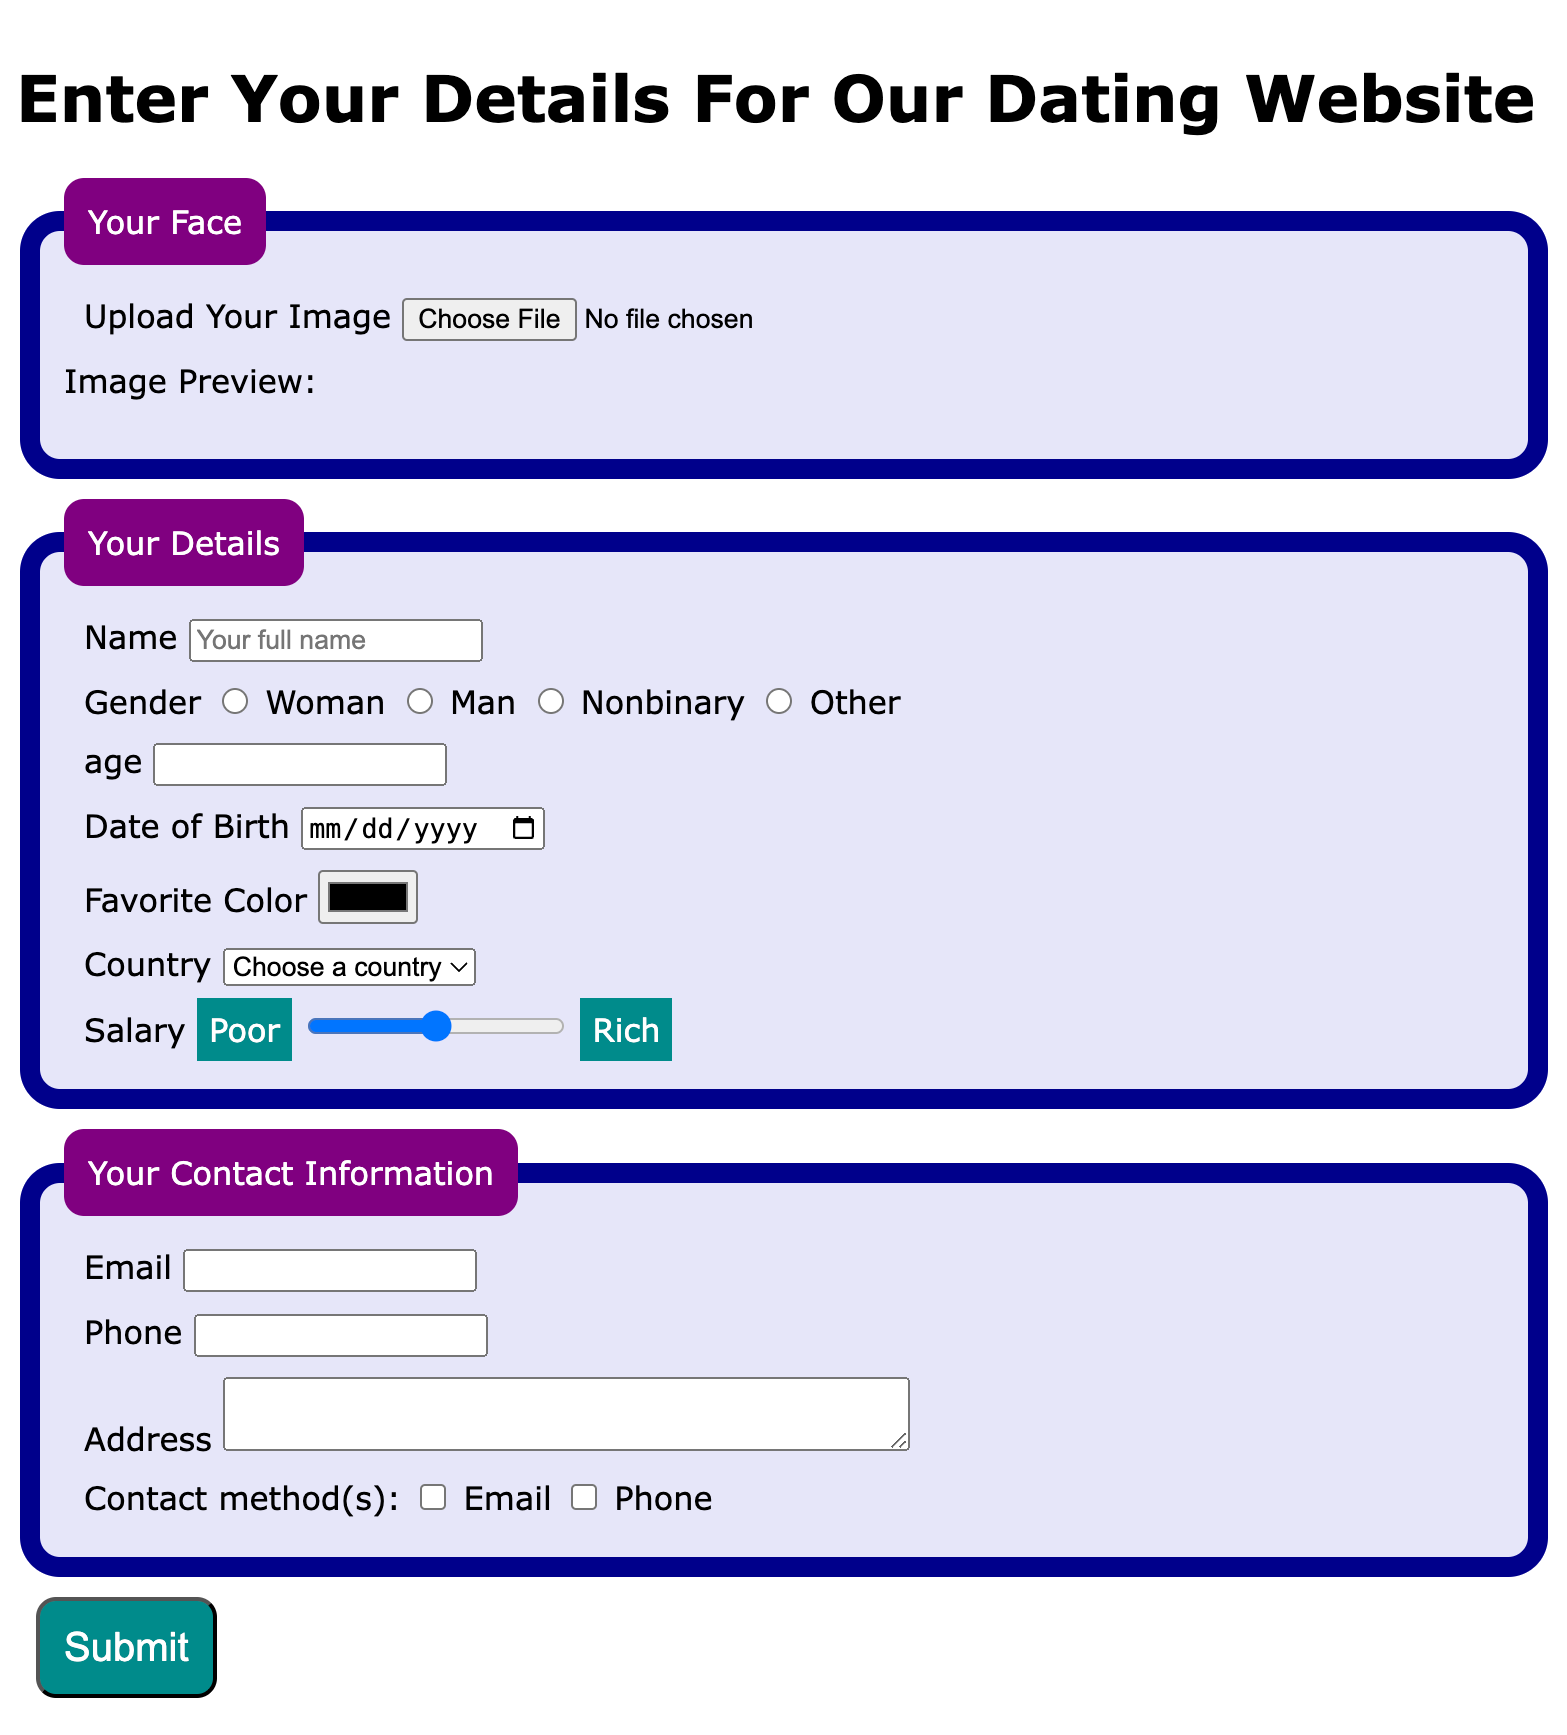 Enter Your Details For Our Dating Website
Your Face
Upload Your Image Choose File No file chosen
Image Preview:
Your Details
Name Your full name
Gender Woman Man Nonbinary Other
age
Date of Birth mm/dd/yyyy
Favorite Color
Country Choose a country
Salary Poor Rich
Your Contact Information
Email
Phone
Address
Contact method(s): Email Phone
Submit